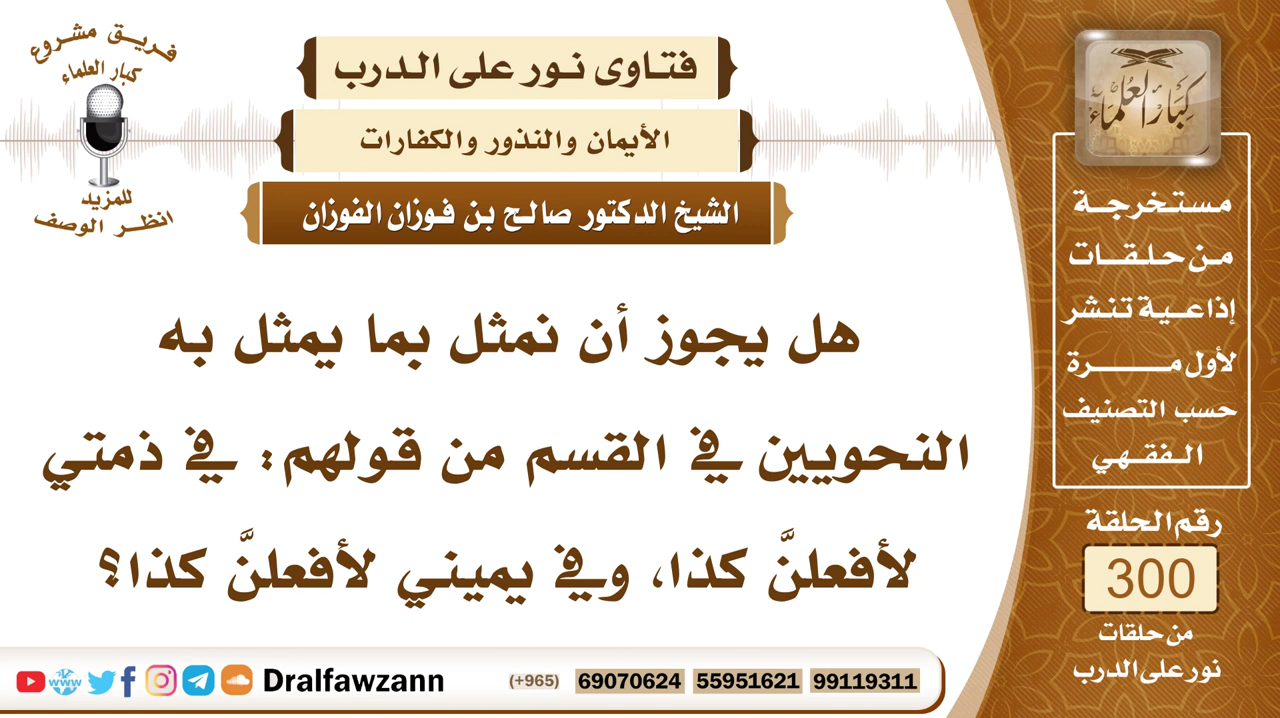 فريق مشروع
كبار العلماء
للمزيد
انظر الوصف
فتاوى نور على الدرب
الأيمان والنذور والكفارات
الشيخ الدكتور صالح بن فوزان الفوزان
هل يجوز أن نمثل بما يمثل به
النحويين في القسم من قولهم: في ذمتي
لأفعلنَّ كذا، وفي يميني لأفعلنَّ كذا؟
كبار العلماء
مستخرجة
من حلقات
إذاعية تنشر
لأول مرة
حسب التصنيف
الفقهي
رقم الحلقة
300
من حلقات
نور على الدرب
www
Dralfawzann (+965) 69070624 55951621 99119311